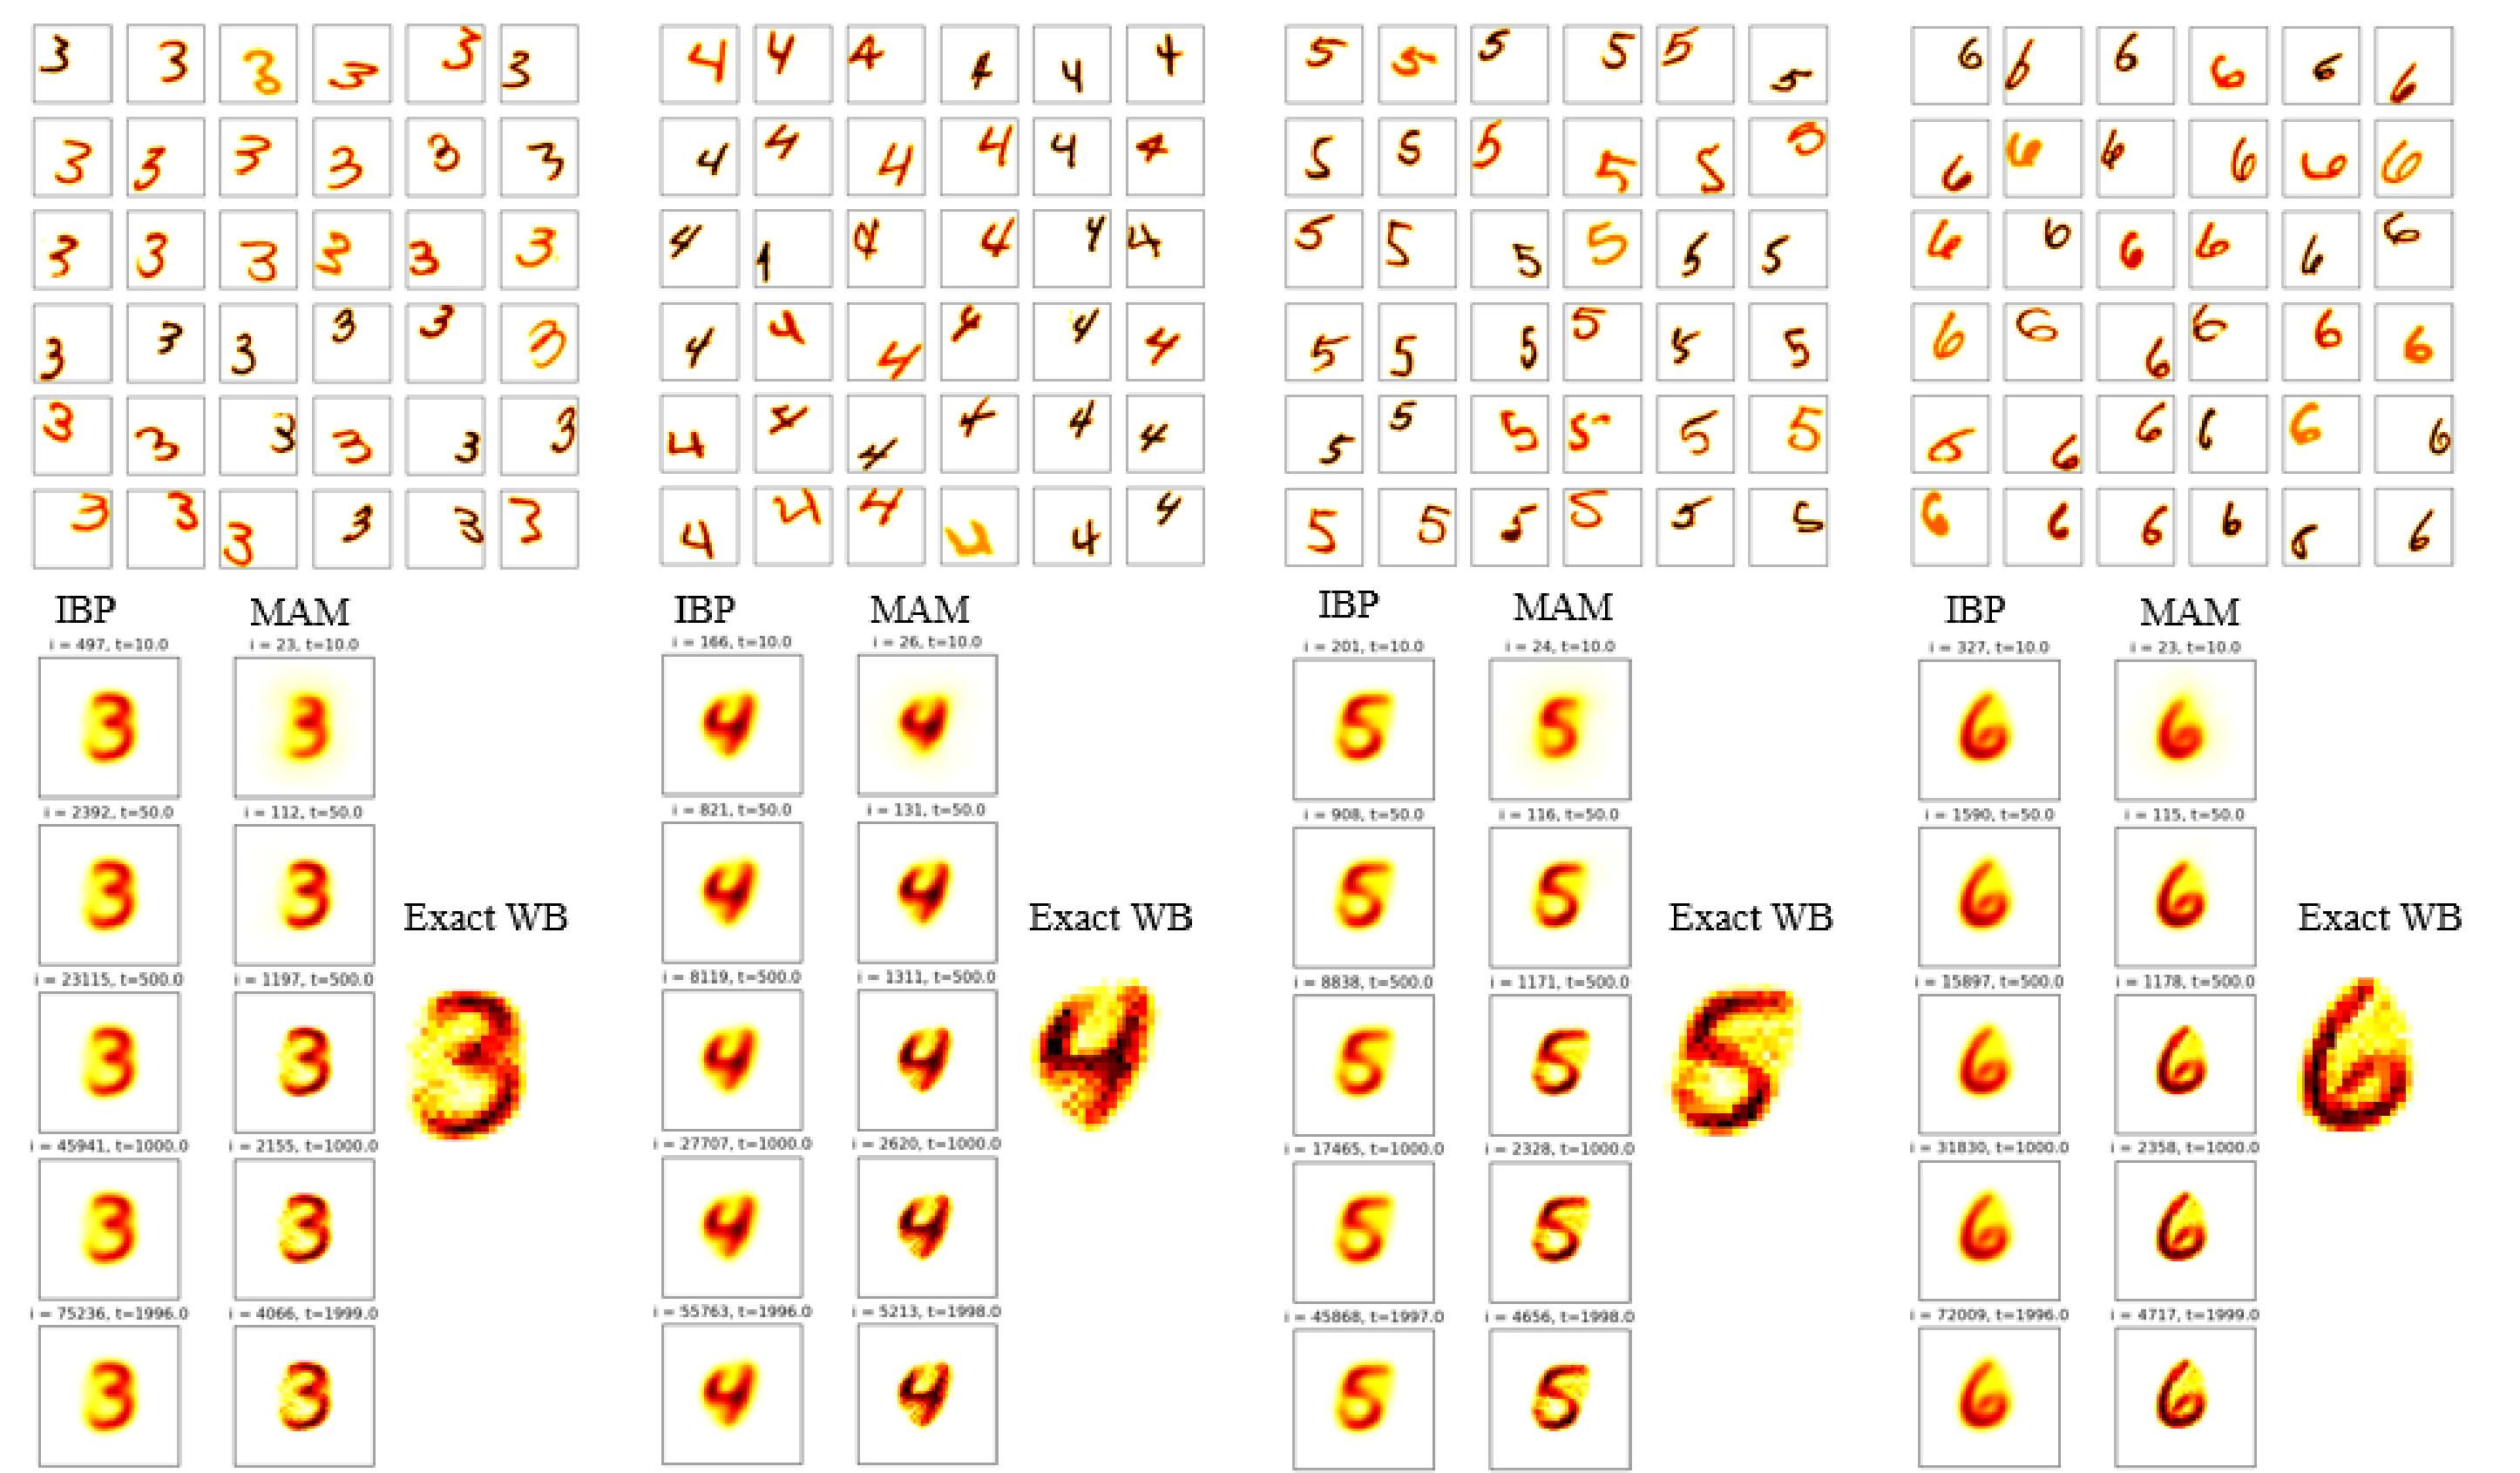 IBP MAM
i = 497, t=10.0 i = 23, t=10.0
i = 2392, t=50.0 i = 112, t=50.0
Exact WB
i = 23115, t=500.0 i = 1197, t=500.0
i = 45941, t=1000.0 i = 2155, t=1000.0
i = 75236, t=1996.0 i = 4066, t=1999.0
IBP MAM
i = 166, t=10.0 i = 26, t=10.0
i = 821, t=50.0 i = 131, t=50.0
Exact WB
i = 8119, t=500.0 i = 1311, t=500.0
i = 27707, t=1000.0 i = 2620, t=1000.0
i = 55763, t=1996.0 i = 5213, t=1998.0
IBP MAM
i = 201, t=10.0 i = 24, t=10.0
i = 908, t=50.0 i = 116, t=50.0
Exact WB
i = 8838, t=500.0 i = 1171, t=500.0
i = 17465, t=1000.0 i = 2328, t=1000.0
i = 45868, t=1997.0 i = 4656, t=1998.0
IBP MAM
i = 327, t=10.0 i = 23, t=10.0
i = 1590, t=50.0 i = 115, t=50.0
Exact WB
i = 15897, t=500.0 i = 1178, t=500.0
i = 31830, t=1000.0 i = 2358, t=1000.0
i = 72009, t=1996.0 i = 4717, t=1999.0